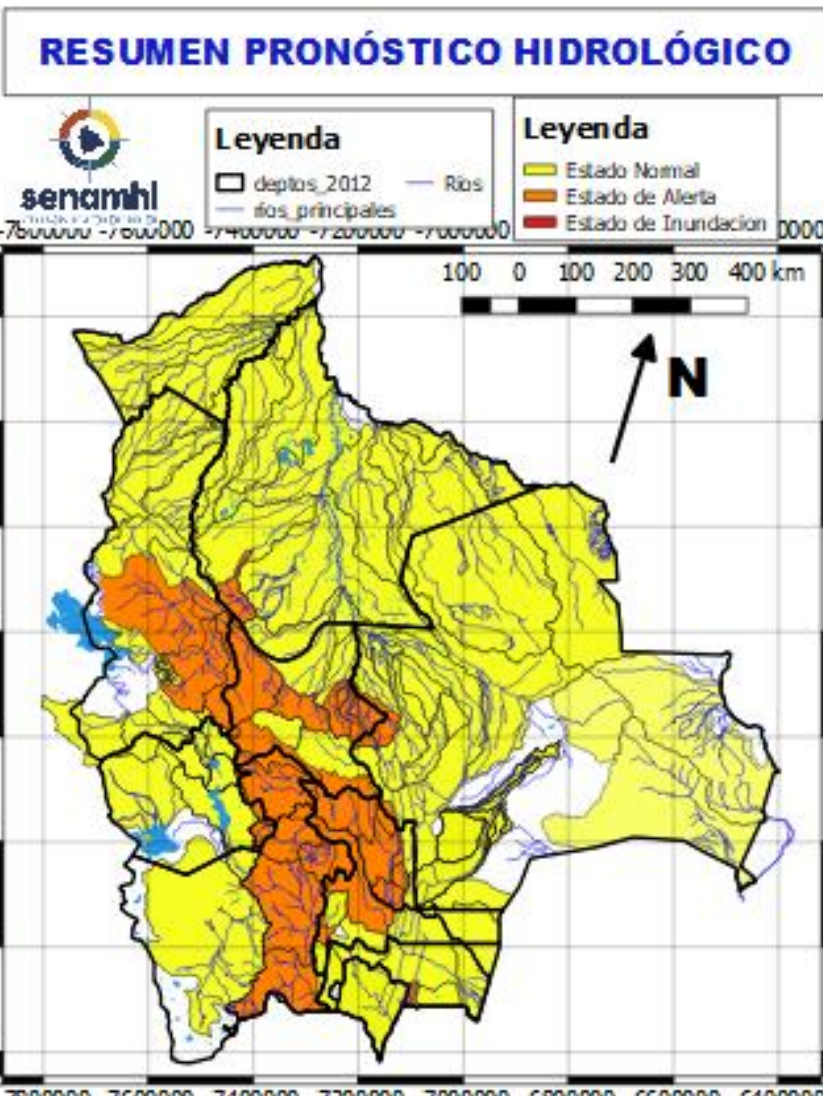 RESUMEN PRONÓSTICO HIDROLÓGICO
senamhi
Leyenda
deptos_2012
Rios
rios_principales
Leyenda
Estado Normal
Estado de Alerta
Estado de Inundacion
-7800000 -7600000 -7400000 -7200000 -7000000
100 0 100 200 300 400 km
N